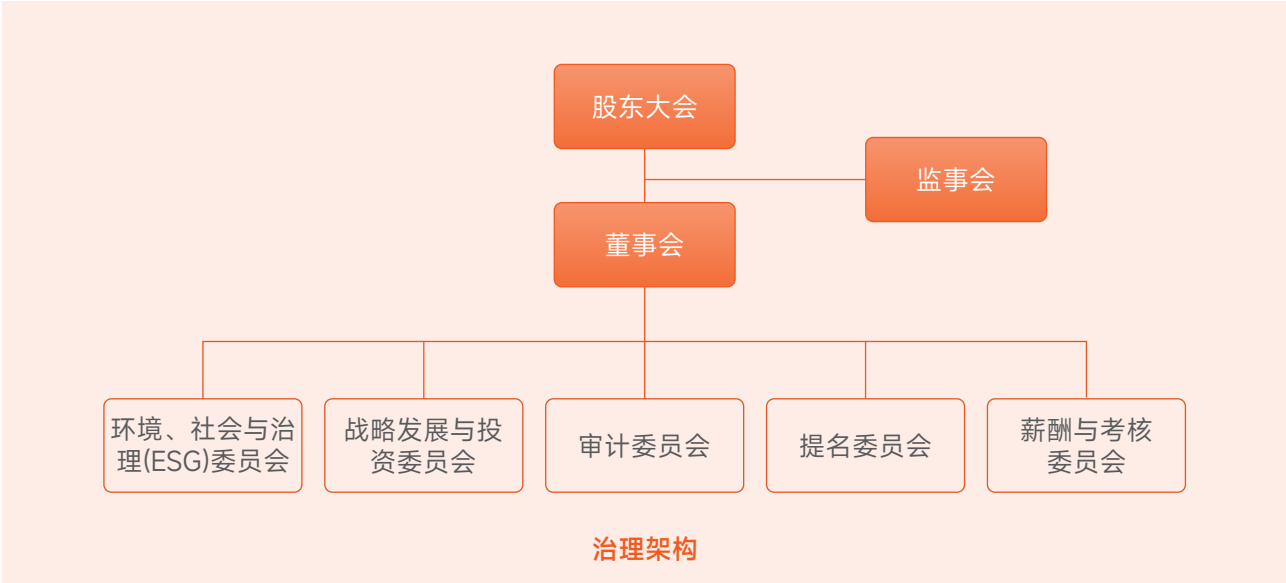 股东大会
监事会
董事会
环境、社会与治
理(ESG)委员会
战略发展与投
资委员会
审计委员会
提名委员会
薪酬与考核
委员会
治理架构